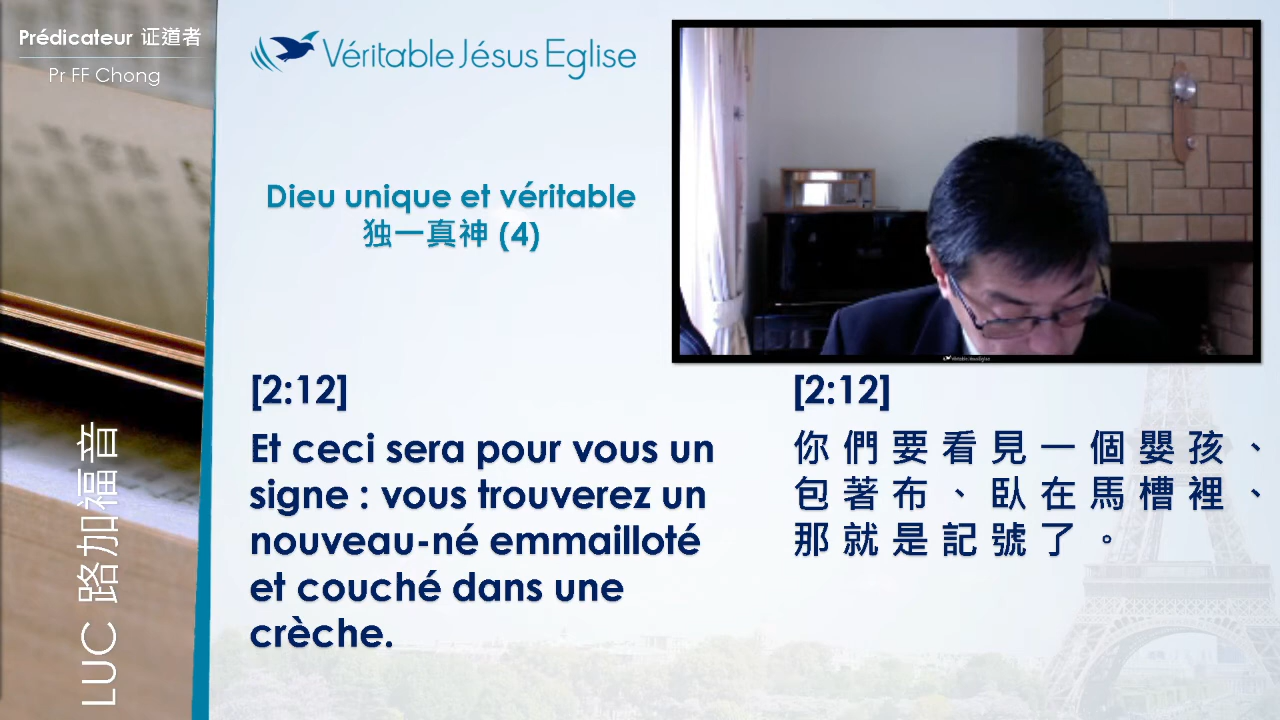 Prédicateur 证道者
Pr FF Chong
Véritable Jésus Eglise
Dieu unique et véritable
独一真神 (4)
[2:12]
Et ceci sera pour vous un
signe : vous trouverez un
nouveau-né emmailloté
et couché dans une
crèche.
[2:12]
你們要看見一個嬰孩、
包著布、臥在馬槽裡、
那就是記號了。
LUC 路加福音